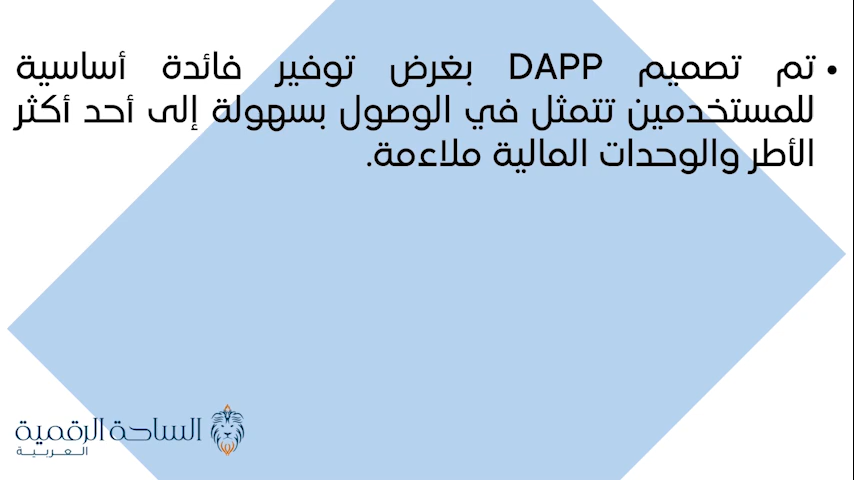 • تم تصميم DAPP بغرض توفير فائدة أساسية
للمستخدمين تتمثل في الوصول بسهولة إلى أحد أكثر
الأطر والوحدات المالية ملاءمة.
الساحة الرقمية
العربية